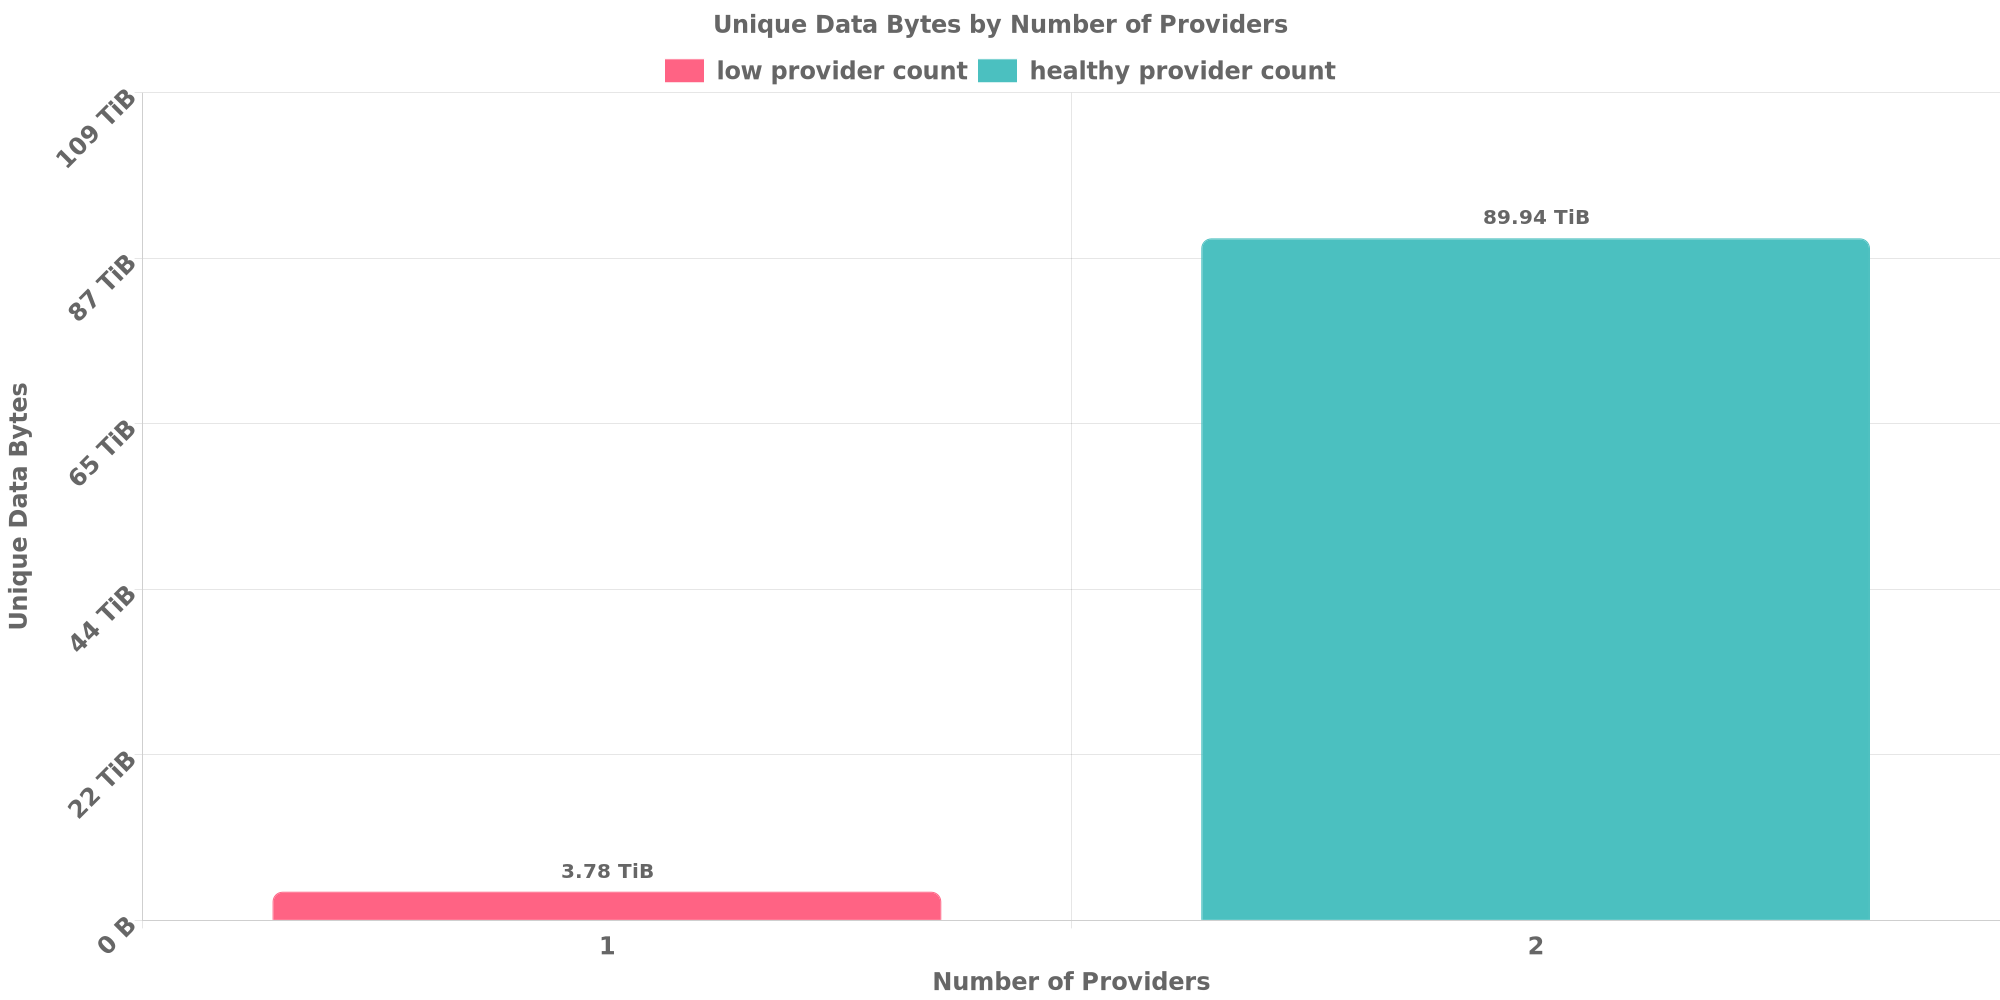 Unique Data Bytes by Number of Providers
low provider count
healthy provider count
109 TiB
87 TiB
65 TiB
44 TiB
22 TiB
0 B
Unique Data Bytes
89.94 TiB
3.78 TiB
1
2
Number of Providers